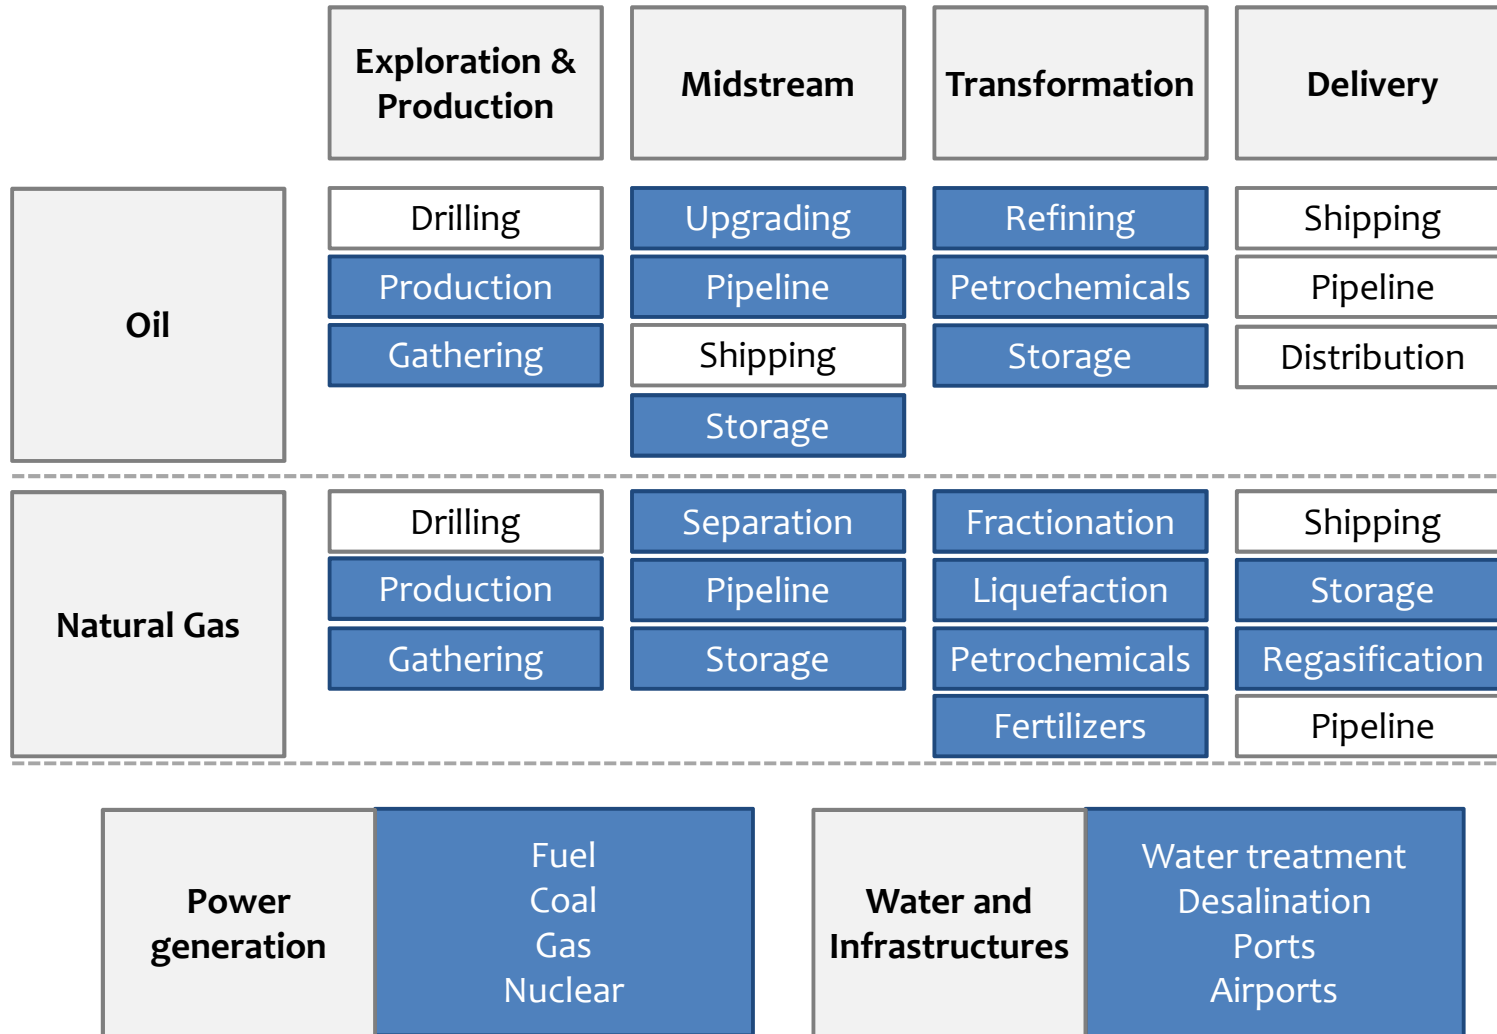 Exploration &
Production
Midstream
Transformation
Delivery
Oil
Drilling
Production
Gathering
Upgrading
Pipeline
Shipping
Storage
Refining
Petrochemicals
Storage
Shipping
Pipeline
Distribution
Natural Gas
Drilling
Production
Gathering
Separation
Pipeline
Storage
Fractionation
Liquefaction
Petrochemicals
Fertilizers
Shipping
Storage
Regasification
Pipeline
Power
generation
Fuel
Coal
Gas
Nuclear
Water and
Infrastructures
Water treatment
Desalination
Ports
Airports